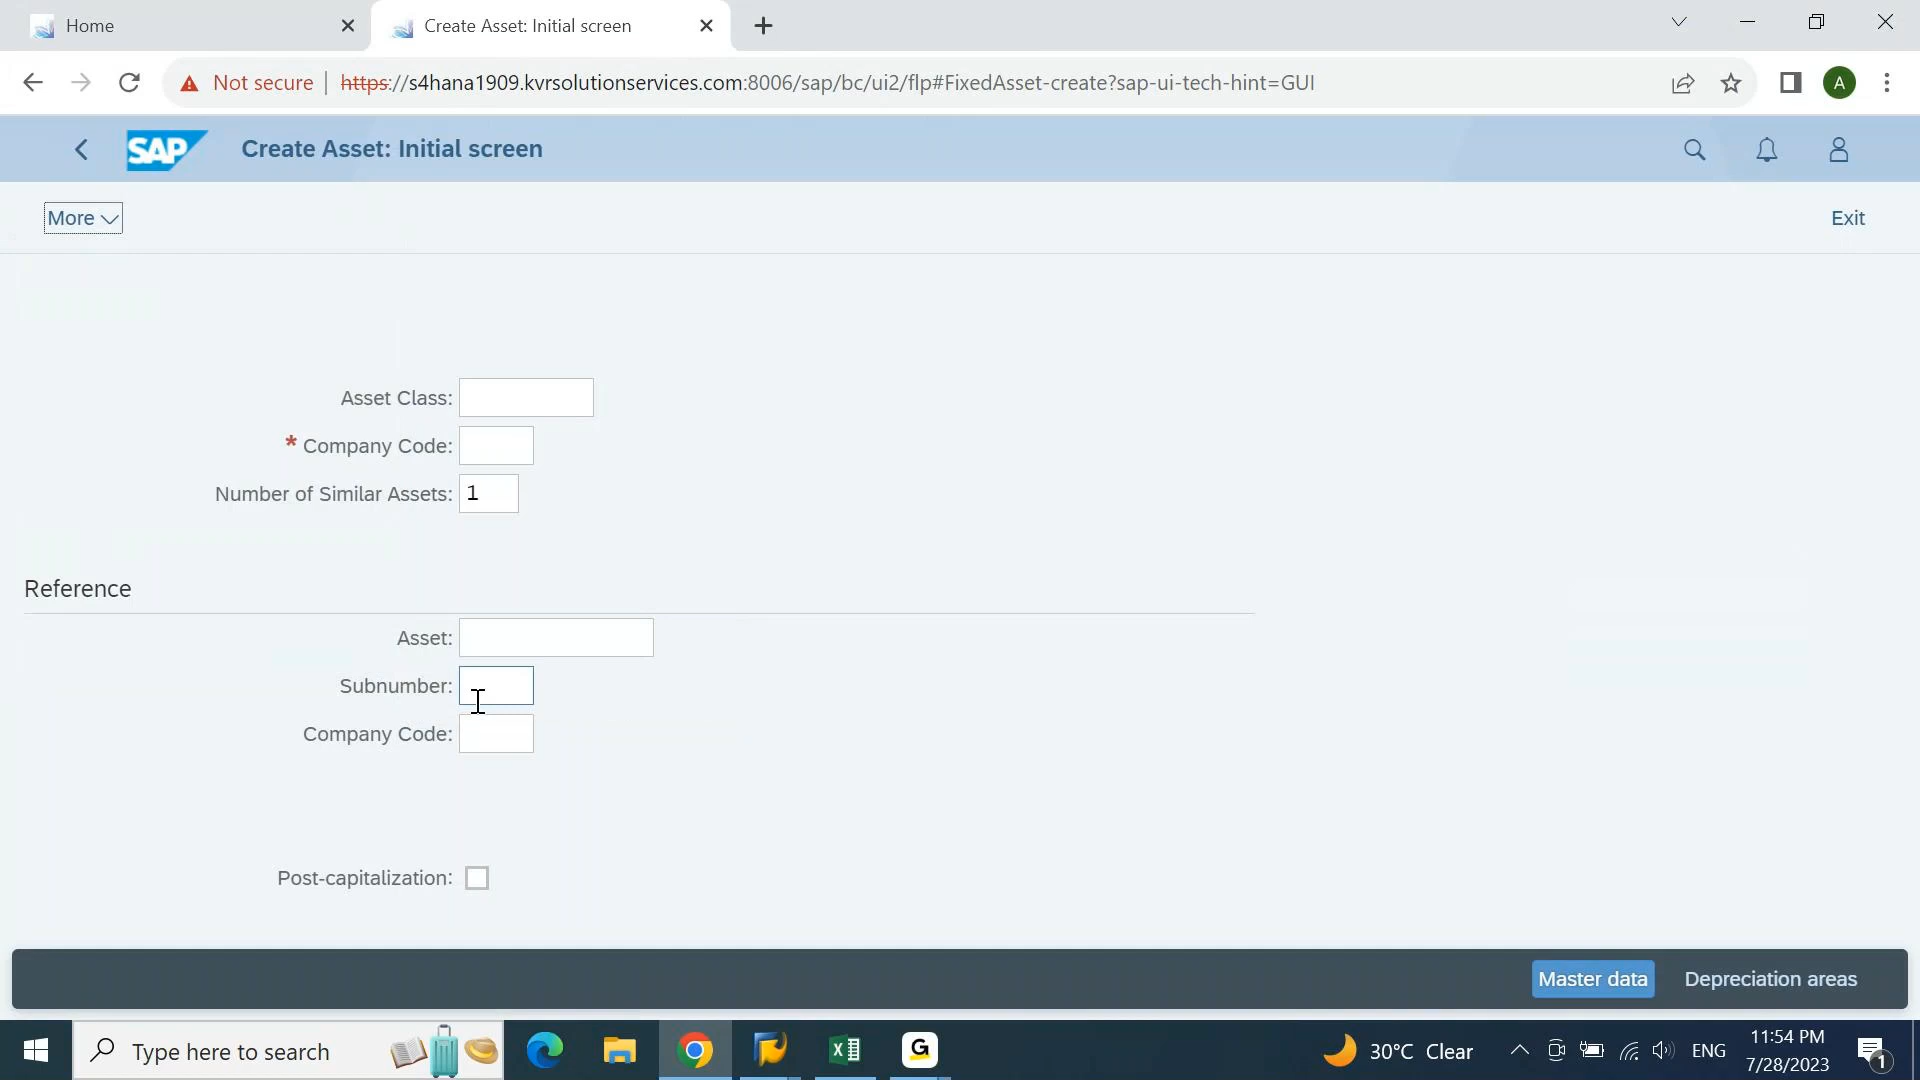 Home
Create Asset: Initial screen
Not secure
https://s4hana1909.kvrsolutionservices.com:8006/sap/bc/ui2/flp#FixedAsset-create?sap-ui-tech-hint=GUI
A
SAP
Create Asset: Initial screen
More
Exit
Asset Class:
* Company Code:
Number of Similar Assets: 1
Reference
Asset:
Subnumber:
Company Code:
Post-capitalization:
Master data
Depreciation areas
Type here to search
G
30°C Clear
ENG
11:54 PM
7/28/2023
1